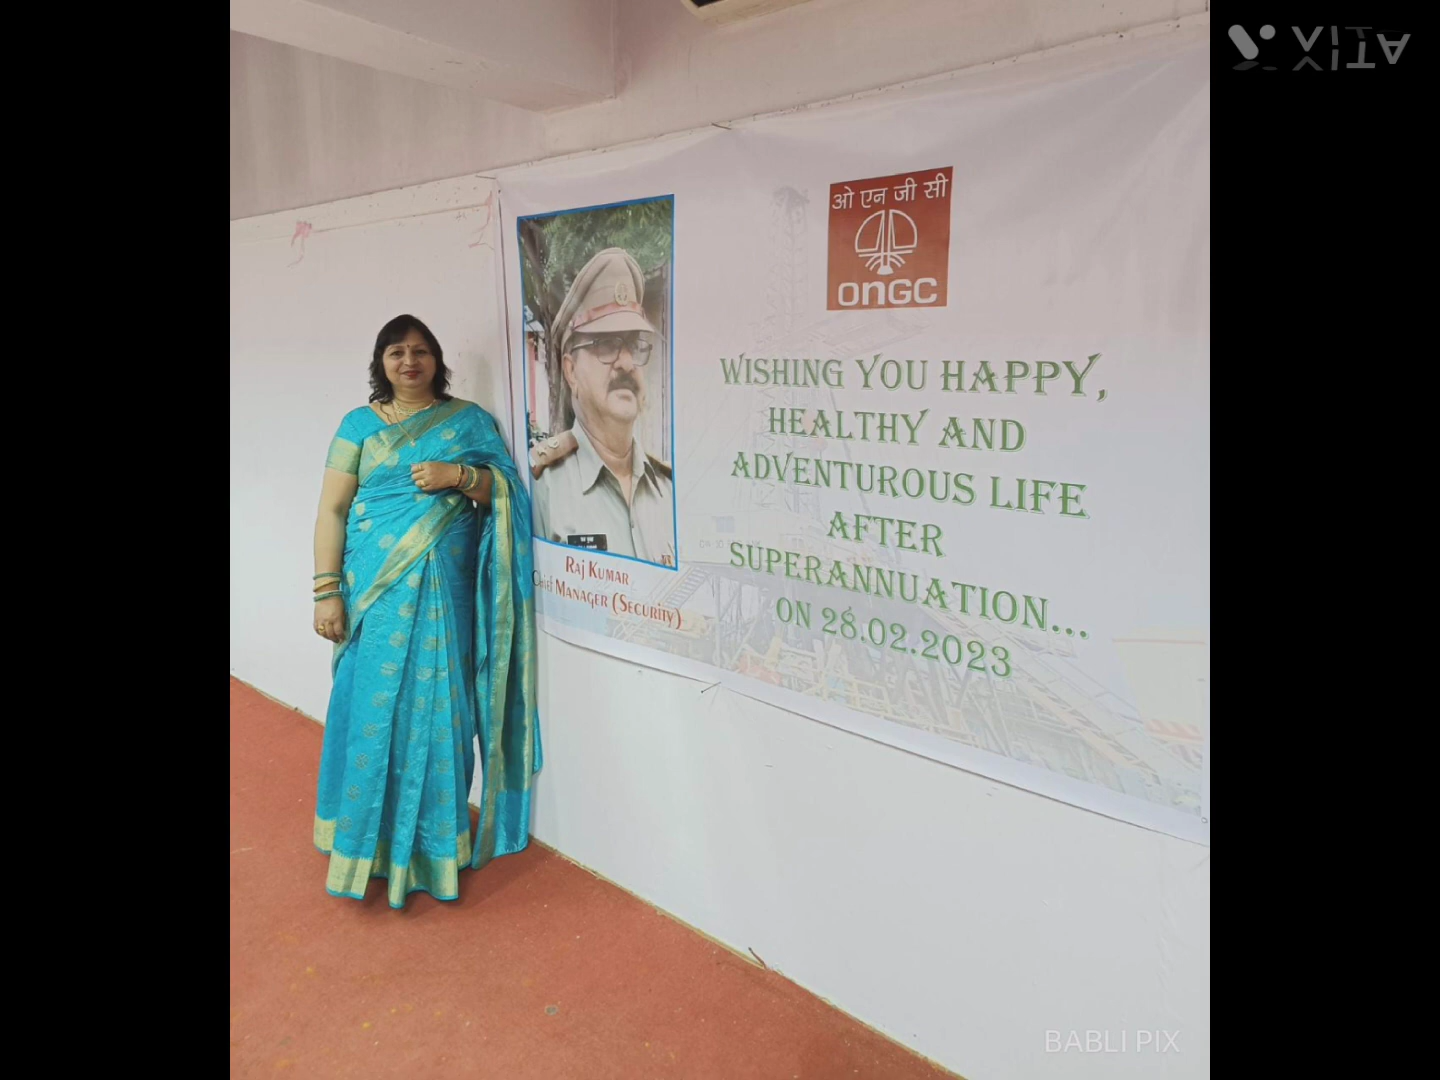 VITA
ओ एन जी सी
ONGC
WISHING YOU HAPPY,
HEALTHY AND
ADVENTUROUS LIFE
AFTER
SUPERANNUATION...
ON 28.02.2023
RAJ KUMAR
CHIEF MANAGER (SECURITY)
BABLI PIX